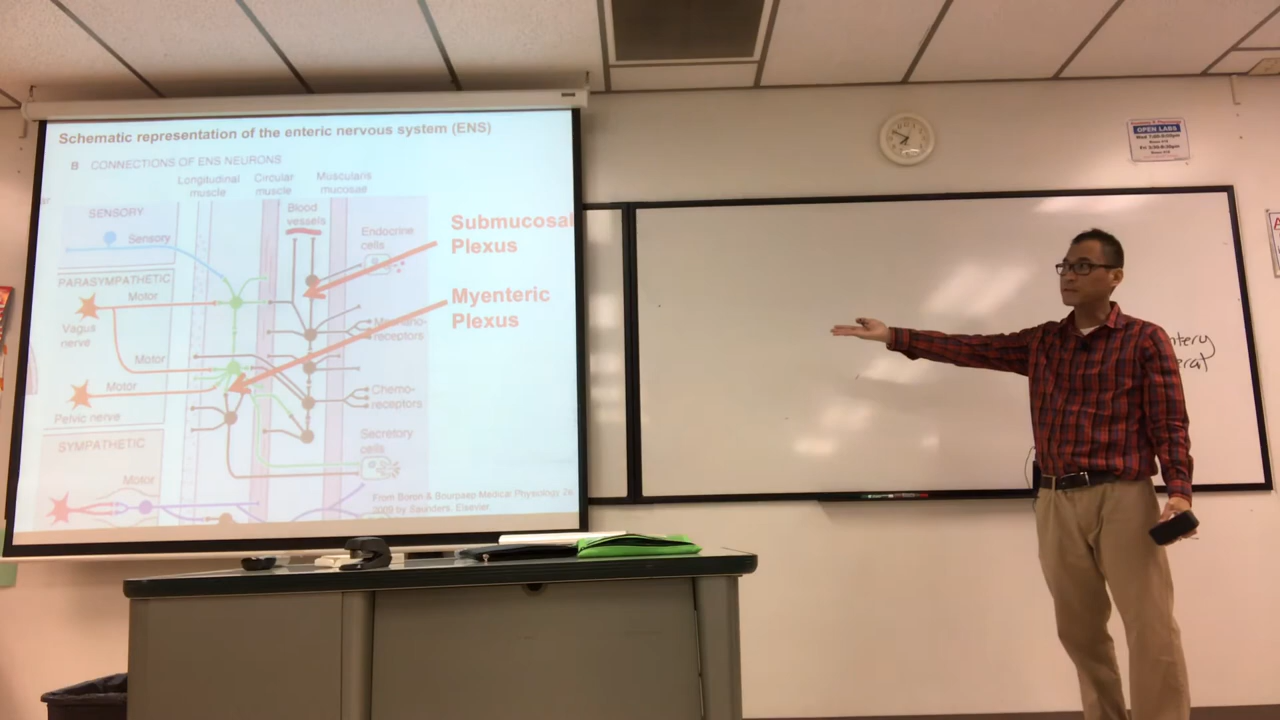 Schematic representation of the enteric nervous system (ENS)
B CONNECTIONS OF ENS NEURONS
Longitudinal muscle
Circular muscle
Muscularis mucosae
SENSORY
Sensory
Blood vessels
Endocrine cells
Submucosal
Plexus
PARASYMPATHETIC
Motor
Vagus nerve
Myenteric
Plexus
receptors
Motor
Motor
Pelvic nerve
Chemo-
receptors
SYMPATHETIC
Secretory cells
Motor
From Boron & Boulpaep Medical Physiology, 2e,
2009 by Saunders, Elsevier.
OPEN LABS